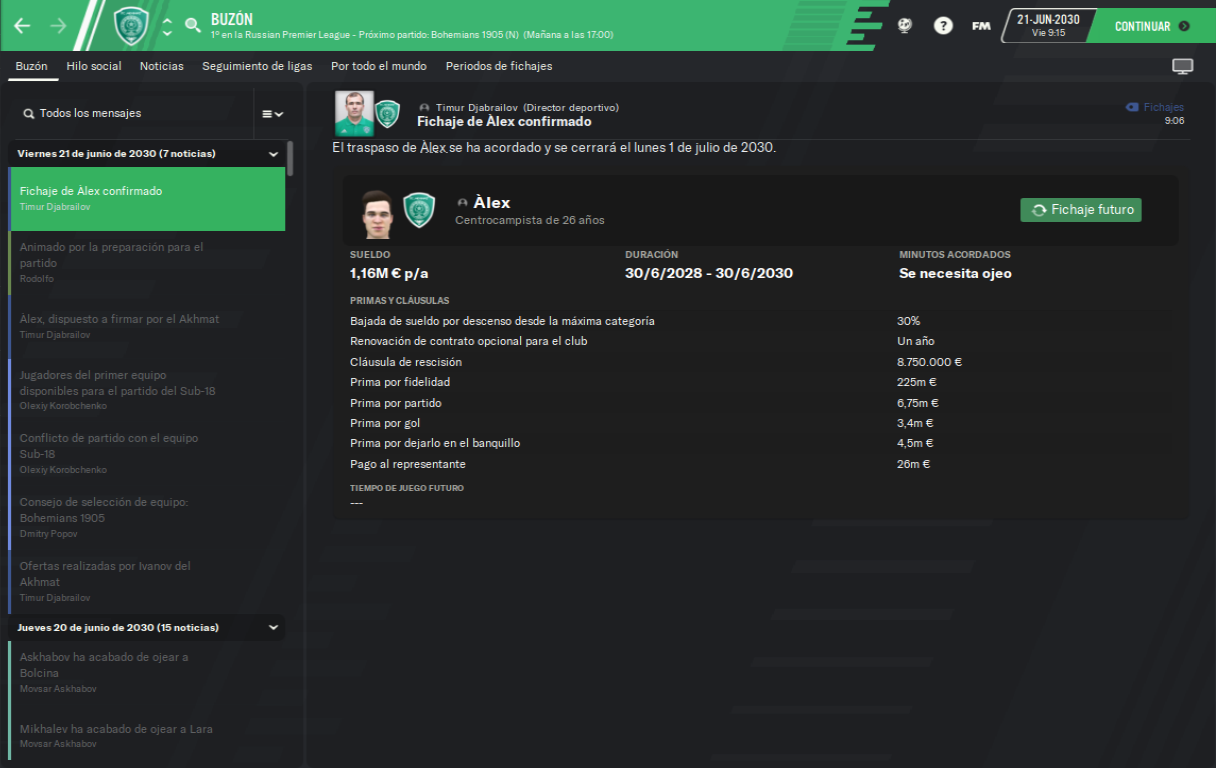 BUZÓN
1º en la Russian Premier League - Próximo partido: Bohemians 1905 (N) (Mañana a las 17:00)
?
FM
21-JUN-2030
Vie 9:15
CONTINUAR
Buzón
Hilo social
Noticias
Seguimiento de ligas
Por todo el mundo
Periodos de fichajes
Todos los mensajes
Viernes 21 de junio de 2030 (7 noticias)
Fichaje de Àlex confirmado
Timur Djabrailov
Animado por la preparación para el
partido
Rodolfo
Àlex, dispuesto a firmar por el Akhmat
Timur Djabrailov
Jugadores del primer equipo
disponibles para el partido del Sub-18
Olexiy Korobchenko
Conflicto de partido con el equipo
Sub-18
Olexiy Korobchenko
Consejo de selección de equipo:
Bohemians 1905
Dmitry Popov
Ofertas realizadas por Ivanov del
Akhmat
Timur Djabrailov
Jueves 20 de junio de 2030 (15 noticias)
Askhabov ha acabado de ojear a
Bolcina
Movsar Askhabov
Mikhalev ha acabado de ojear a Lara
Movsar Askhabov
Timur Djabrailov (Director deportivo)
Fichaje de Àlex confirmado
Fichajes
9:06
El traspaso de Àlex se ha acordado y se cerrará el lunes 1 de julio de 2030.
Àlex
Centrocampista de 26 años
Fichaje futuro
SUELDO
1,16M € p/a
DURACIÓN
30/6/2028 - 30/6/2030
MINUTOS ACORDADOS
Se necesita ojeo
PRIMAS Y CLÁUSULAS
Bajada de sueldo por descenso desde la máxima categoría 30%
Renovación de contrato opcional para el club Un año
Cláusula de rescisión 8.750.000 €
Prima por fidelidad 225m €
Prima por partido 6,75m €
Prima por gol 3,4m €
Prima por dejarlo en el banquillo 4,5m €
Pago al representante 26m €
TIEMPO DE JUEGO FUTURO
---